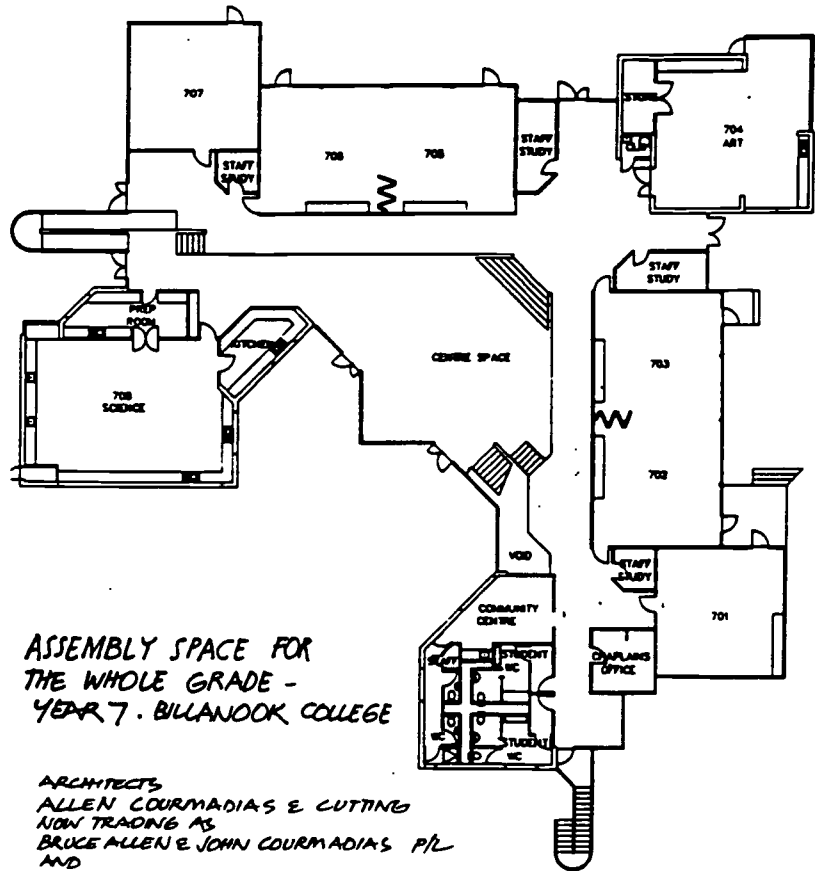 707
STAFF
STUDY
706
705
STAFF
STUDY
STORE
704
ART
STAFF
STUDY
PREP
ROOM
KITCHEN
708
SCIENCE
CENTRE SPACE
703
702
VOID
STAFF
STUDY
701
COMMUNITY
CENTRE
CHAPLAINS
OFFICE
STAFF
WC
STUDENT
WC
STUDENT
WC
ASSEMBLY SPACE FOR
THE WHOLE GRADE -
YEAR 7. BILLANOOK COLLEGE
ARCHITECTS
ALLEN COURMADIAS & CUTTING
NOW TRADING AS
BRUCE ALLEN & JOHN COURMADIAS P/L
AND